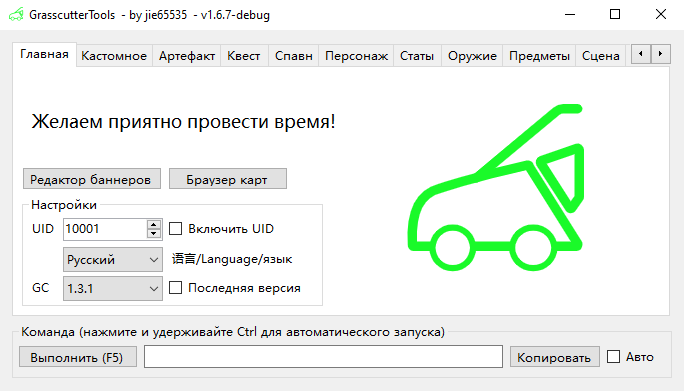 GrasscutterTools - by jie65535 - v1.6.7-debug
Главная Кастомное Артефакт Квест Спавн Персонаж Статы Оружие Предметы Сцена
Желаем приятно провести время!
Редактор баннеров Браузер карт
Настройки
UID 10001 Включить UID
Русский 语言/Language/язык
GC 1.3.1 Последняя версия
Команда (нажмите и удерживайте Ctrl для автоматического запуска)
Выполнить (F5) Копировать Авто